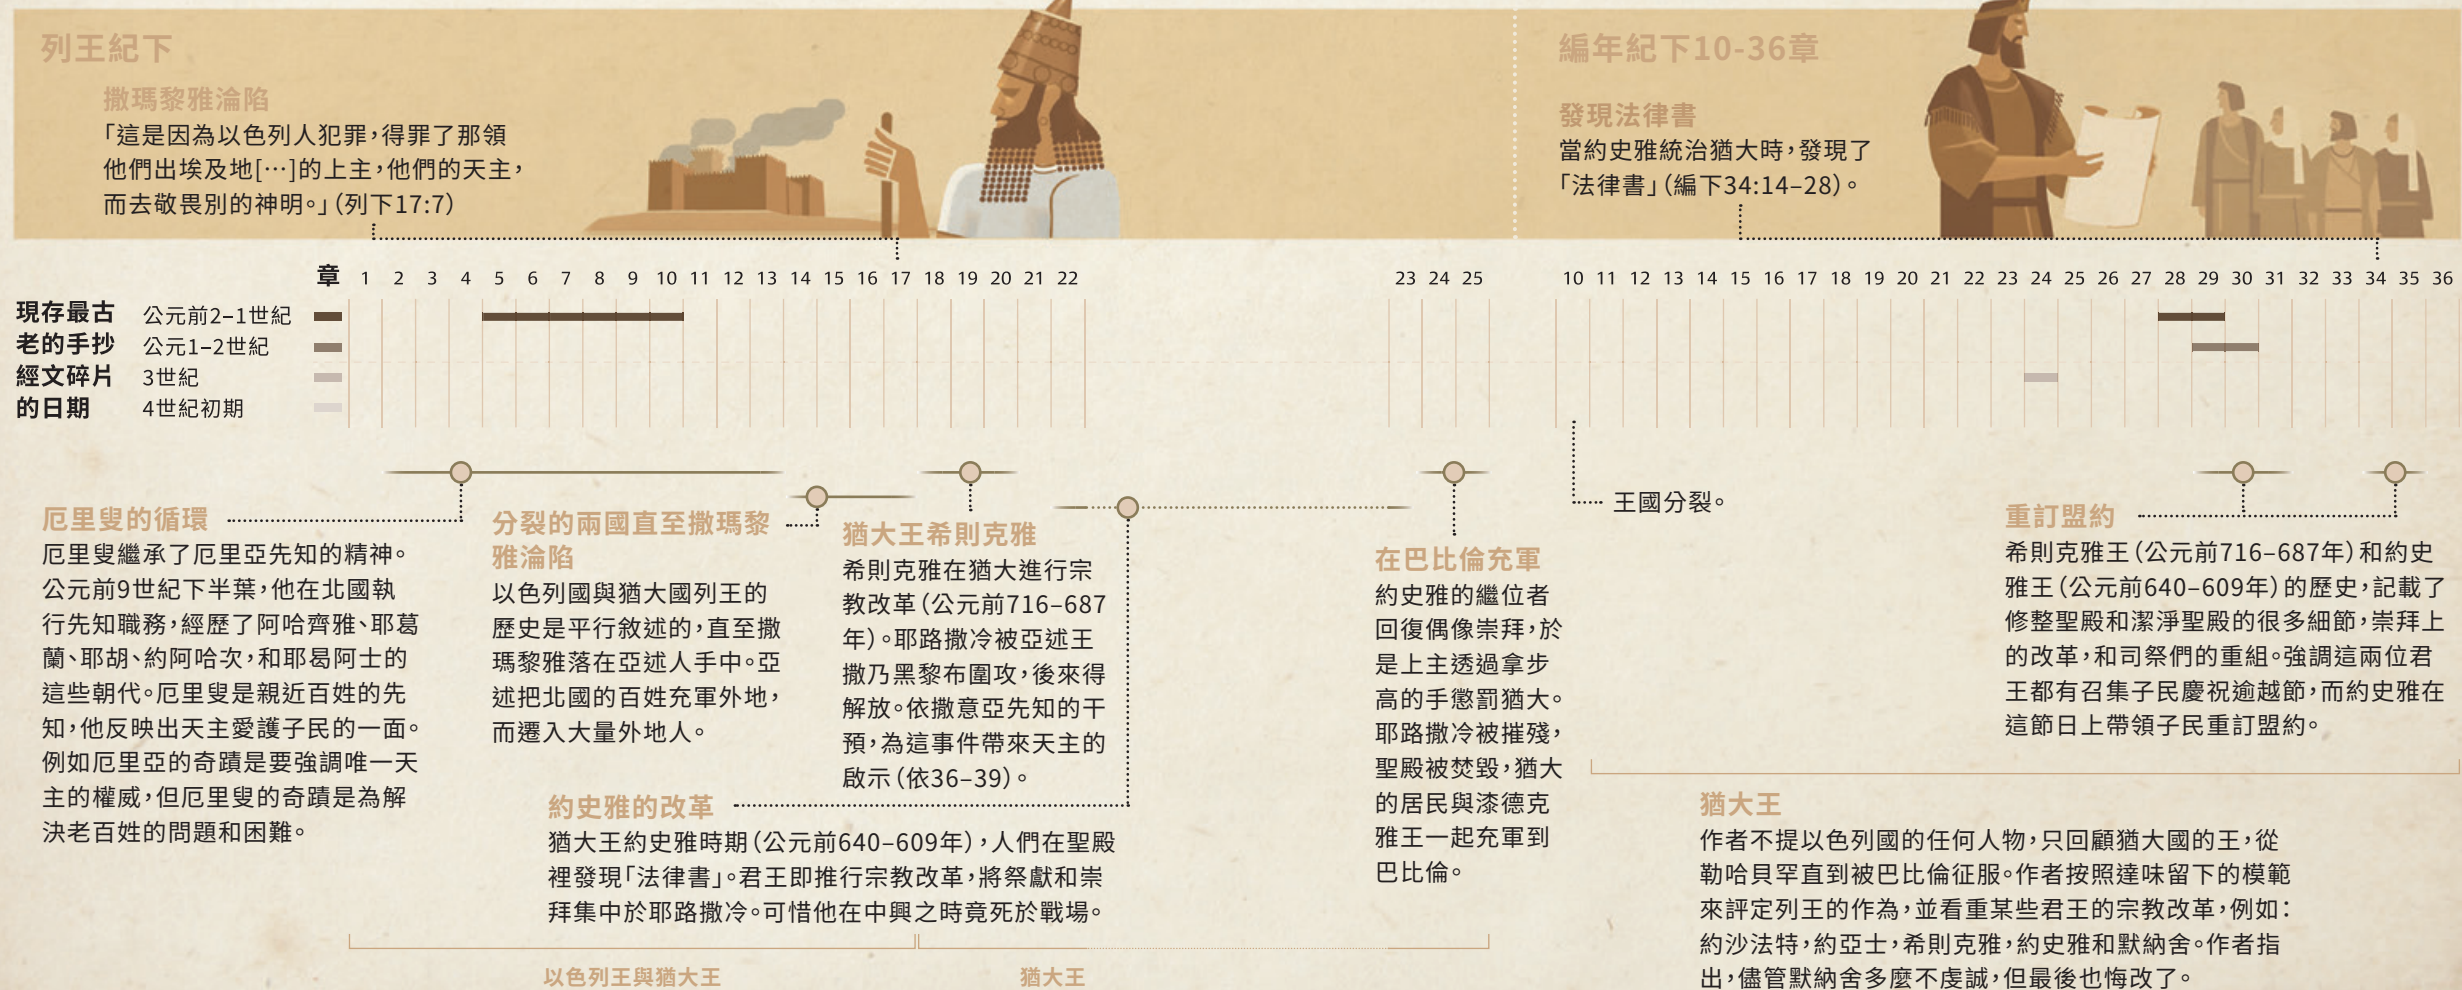 列王紀下
撒瑪黎雅淪陷
「這是因為以色列人犯罪，得罪了那領
他們出埃及地[…]的上主，他們的天主，
而去敬畏別的神明。」（列下17:7）
編年紀下10-36章
發現法律書
當約史雅統治猶大時，發現了
「法律書」（編下34:14–28）。
章 1 2 3 4 5 6 7 8 9 10 11 12 13 14 15 16 17 18 19 20 21 22 23 24 25 10 11 12 13 14 15 16 17 18 19 20 21 22 23 24 25 26 27 28 29 30 31 32 33 34 35 36
現存最古
老的手抄
經文碎片
的日期
公元前2–1世紀
公元1–2世紀
3世紀
4世紀初期
厄里叟的循環
厄里叟繼承了厄里亞先知的精神。
公元前9世紀下半葉，他在北國執
行先知職務，經歷了阿哈齊雅、耶葛
蘭、耶胡、約阿哈次，和耶曷阿士的
這些朝代。厄里叟是親近百姓的先
知，他反映出天主愛護子民的一面。
例如厄里亞的奇蹟是要強調唯一天
主的權威，但厄里叟的奇蹟是為解
決老百姓的問題和困難。
分裂的兩國直至撒瑪黎
雅淪陷
以色列國與猶大國列王的
歷史是平行敘述的，直至撒
瑪黎雅落在亞述人手中。亞
述把北國的百姓充軍外地，
而遷入大量外地人。
猶大王希則克雅
希則克雅在猶大進行宗
教改革（公元前716–687
年）。耶路撒冷被亞述王
撒乃黑黎布圍攻，後來得
解放。依撒意亞先知的干
預，為這事件帶來天主的
啟示（依36–39）。
約史雅的改革
猶大王約史雅時期（公元前640–609年），人們在聖殿
裡發現「法律書」。君王即推行宗教改革，將祭獻和崇
拜集中於耶路撒冷。可惜他在中興之時竟死於戰場。
以色列王與猶大王
猶大王
在巴比倫充軍
約史雅的繼位者
回復偶像崇拜，於
是上主透過拿步
高的手懲罰猶大。
耶路撒冷被摧殘，
聖殿被焚毀，猶大
的居民與漆德克
雅王一起充軍到
巴比倫。
王國分裂。
重訂盟約
希則克雅王（公元前716–687年）和約史
雅王（公元前640–609年）的歷史，記載了
修整聖殿和潔淨聖殿的很多細節，崇拜上
的改革，和司祭們的重組。強調這兩位君
王都有召集子民慶祝逾越節，而約史雅在
這節日上帶領子民重訂盟約。
猶大王
作者不提以色列國的任何人物，只回顧猶大國的王，從
勒哈貝罕直到被巴比倫征服。作者按照達味留下的模範
來評定列王的作為，並看重某些君王的宗教改革，例如：
約沙法特，約亞士，希則克雅，約史雅和默納舍。作者指
出，儘管默納舍多麼不虔誠，但最後也悔改了。